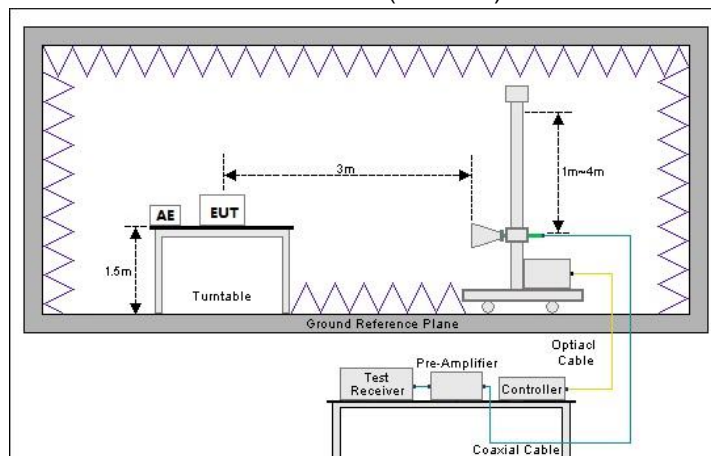 3m
1m~4m
AE
EUT
1.5m
Turntable
Ground Reference Plane
Optiacl
Cable
Pre-Amplifier
Test
Receiver
Controller
Coaxial Cable